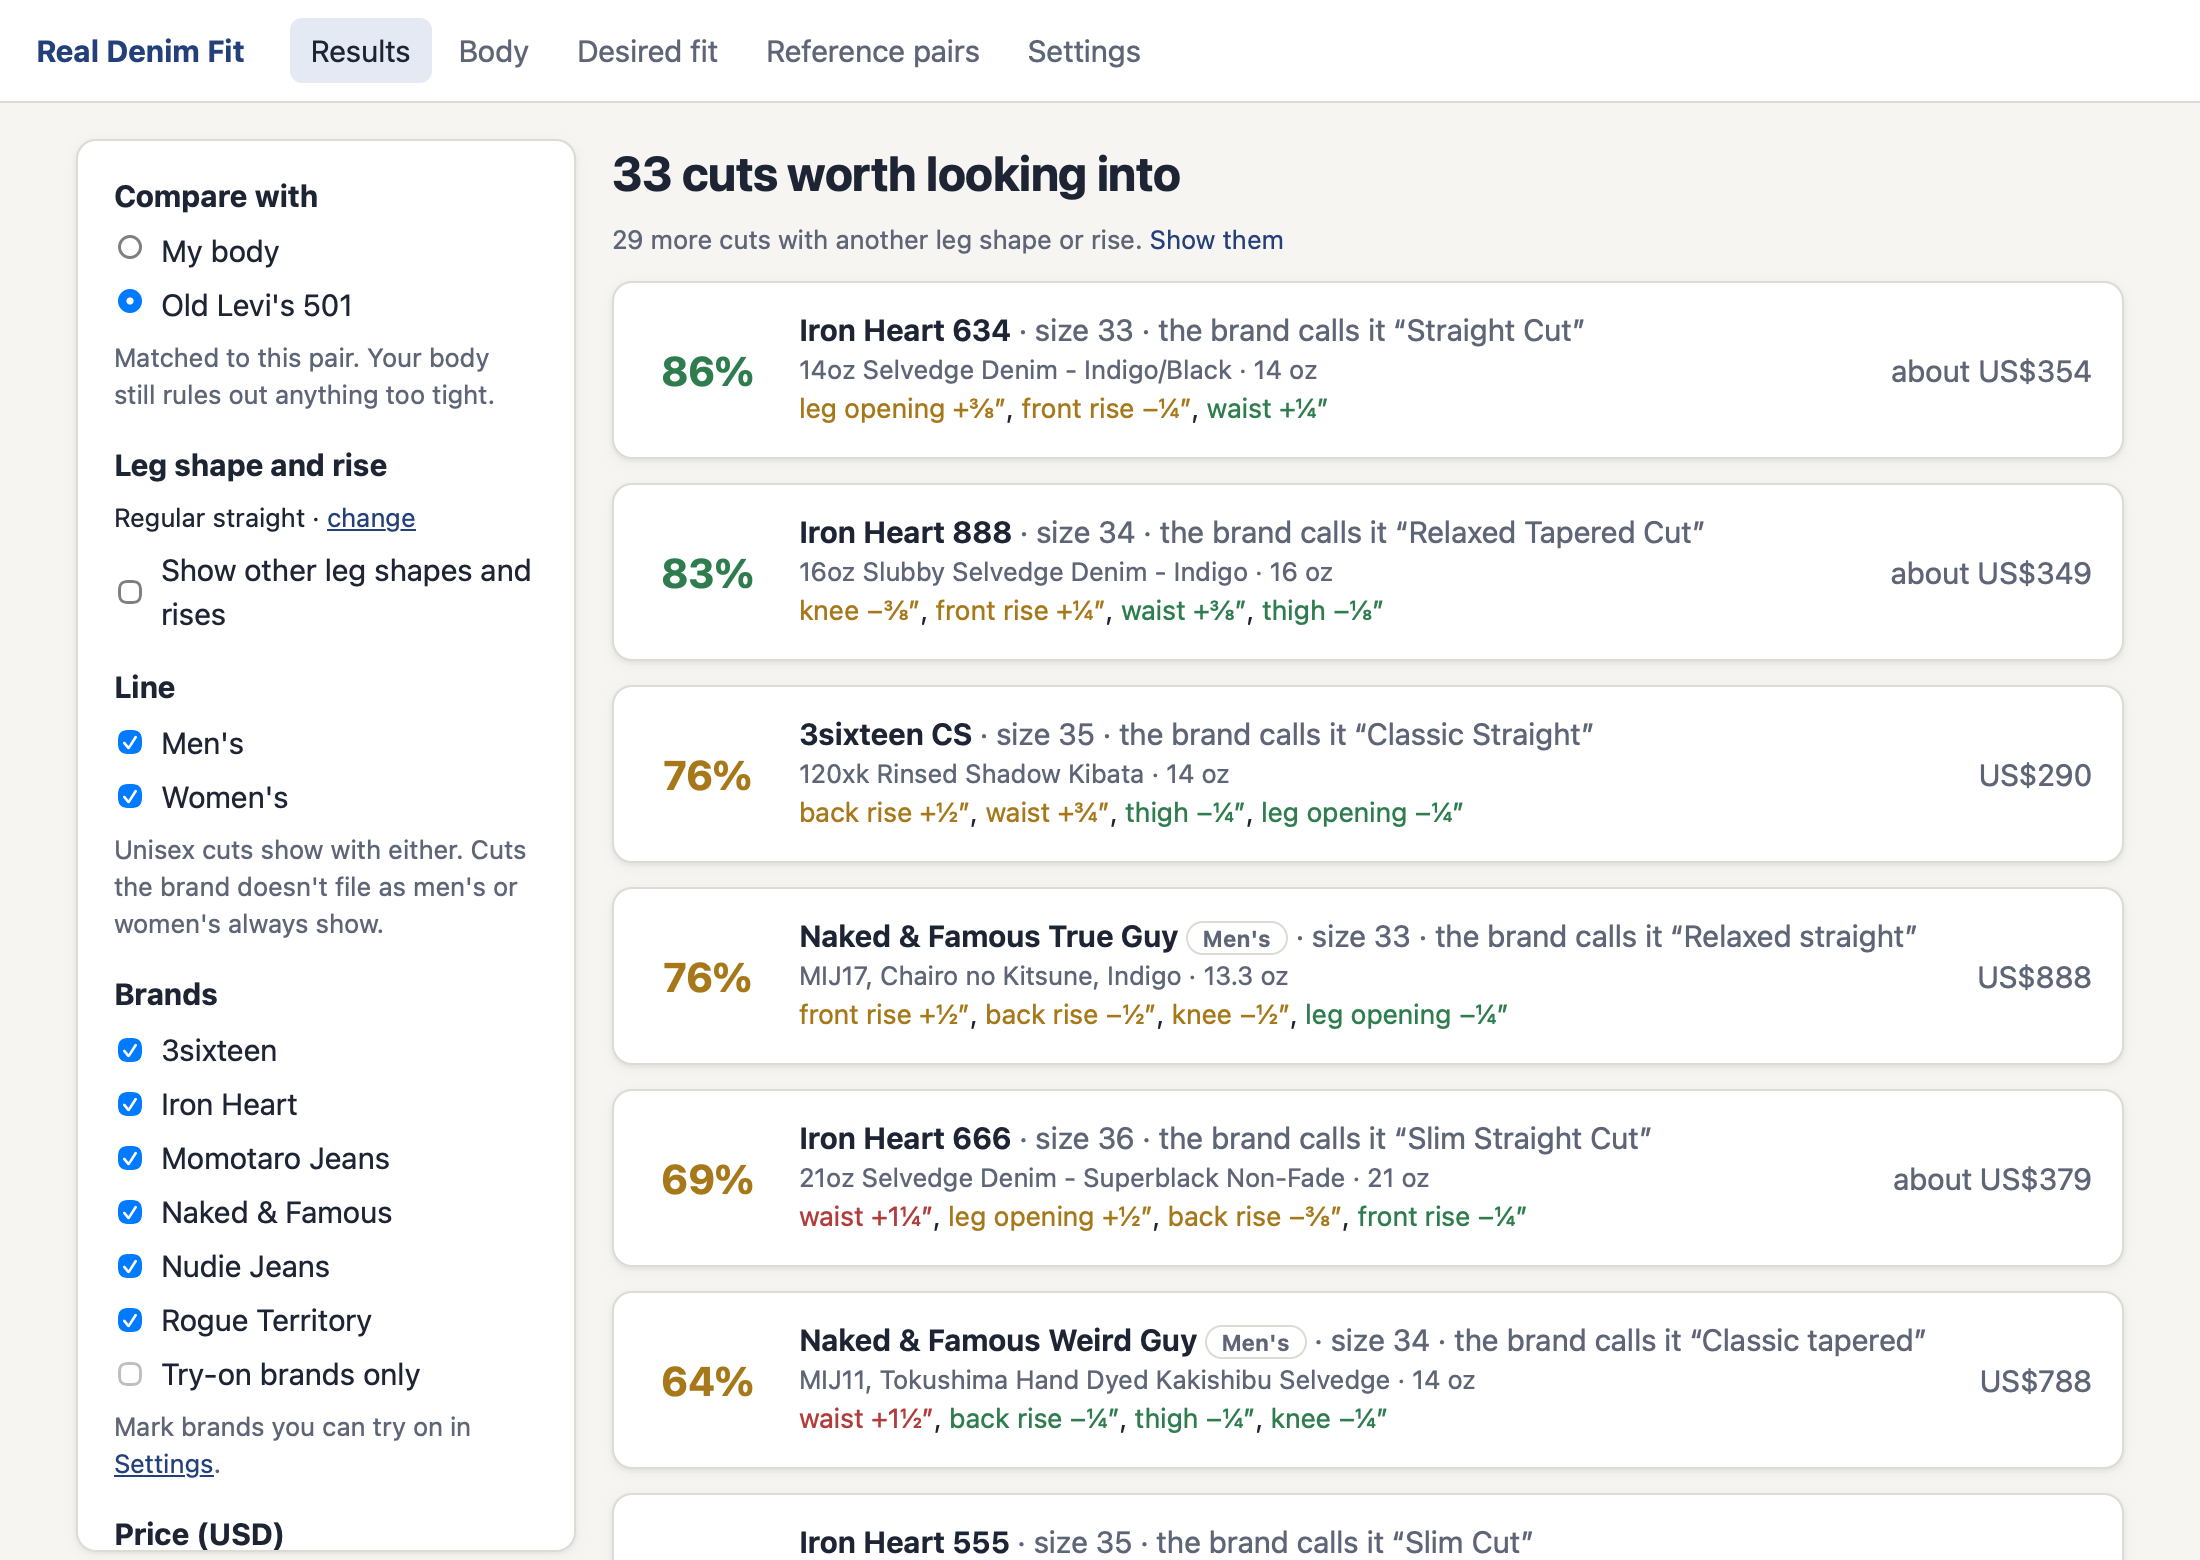 Real Denim Fit
Results
Body
Desired fit
Reference pairs
Settings
Compare with
My body
Old Levi's 501
Matched to this pair. Your body
still rules out anything too tight.
Leg shape and rise
Regular straight · change
Show other leg shapes and
rises
Line
Men's
Women's
Unisex cuts show with either. Cuts
the brand doesn't file as men's or
women's always show.
Brands
3sixteen
Iron Heart
Momotaro Jeans
Naked & Famous
Nudie Jeans
Rogue Territory
Try-on brands only
Mark brands you can try on in
Settings.
Price (USD)
33 cuts worth looking into
29 more cuts with another leg shape or rise. Show them
86%
Iron Heart 634 · size 33 · the brand calls it “Straight Cut”
14oz Selvedge Denim - Indigo/Black · 14 oz
leg opening +⅜″, front rise −¼″, waist +¼″
about US$354
83%
Iron Heart 888 · size 34 · the brand calls it “Relaxed Tapered Cut”
16oz Slubby Selvedge Denim - Indigo · 16 oz
knee −⅜″, front rise +¼″, waist +⅜″, thigh −⅛″
about US$349
76%
3sixteen CS · size 35 · the brand calls it “Classic Straight”
120xk Rinsed Shadow Kibata · 14 oz
back rise +½″, waist +¾″, thigh −¼″, leg opening −¼″
US$290
76%
Naked & Famous True Guy Men's · size 33 · the brand calls it “Relaxed straight”
MIJ17, Chairo no Kitsune, Indigo · 13.3 oz
front rise +½″, back rise −½″, knee −½″, leg opening −¼″
US$888
69%
Iron Heart 666 · size 36 · the brand calls it “Slim Straight Cut”
21oz Selvedge Denim - Superblack Non-Fade · 21 oz
waist +1¼″, leg opening +½″, back rise −⅜″, front rise −¼″
about US$379
64%
Naked & Famous Weird Guy Men's · size 34 · the brand calls it “Classic tapered”
MIJ11, Tokushima Hand Dyed Kakishibu Selvedge · 14 oz
waist +1½″, back rise −¼″, thigh −¼″, knee −¼″
US$788
Iron Heart 555 · size 35 · the brand calls it “Slim Cut”